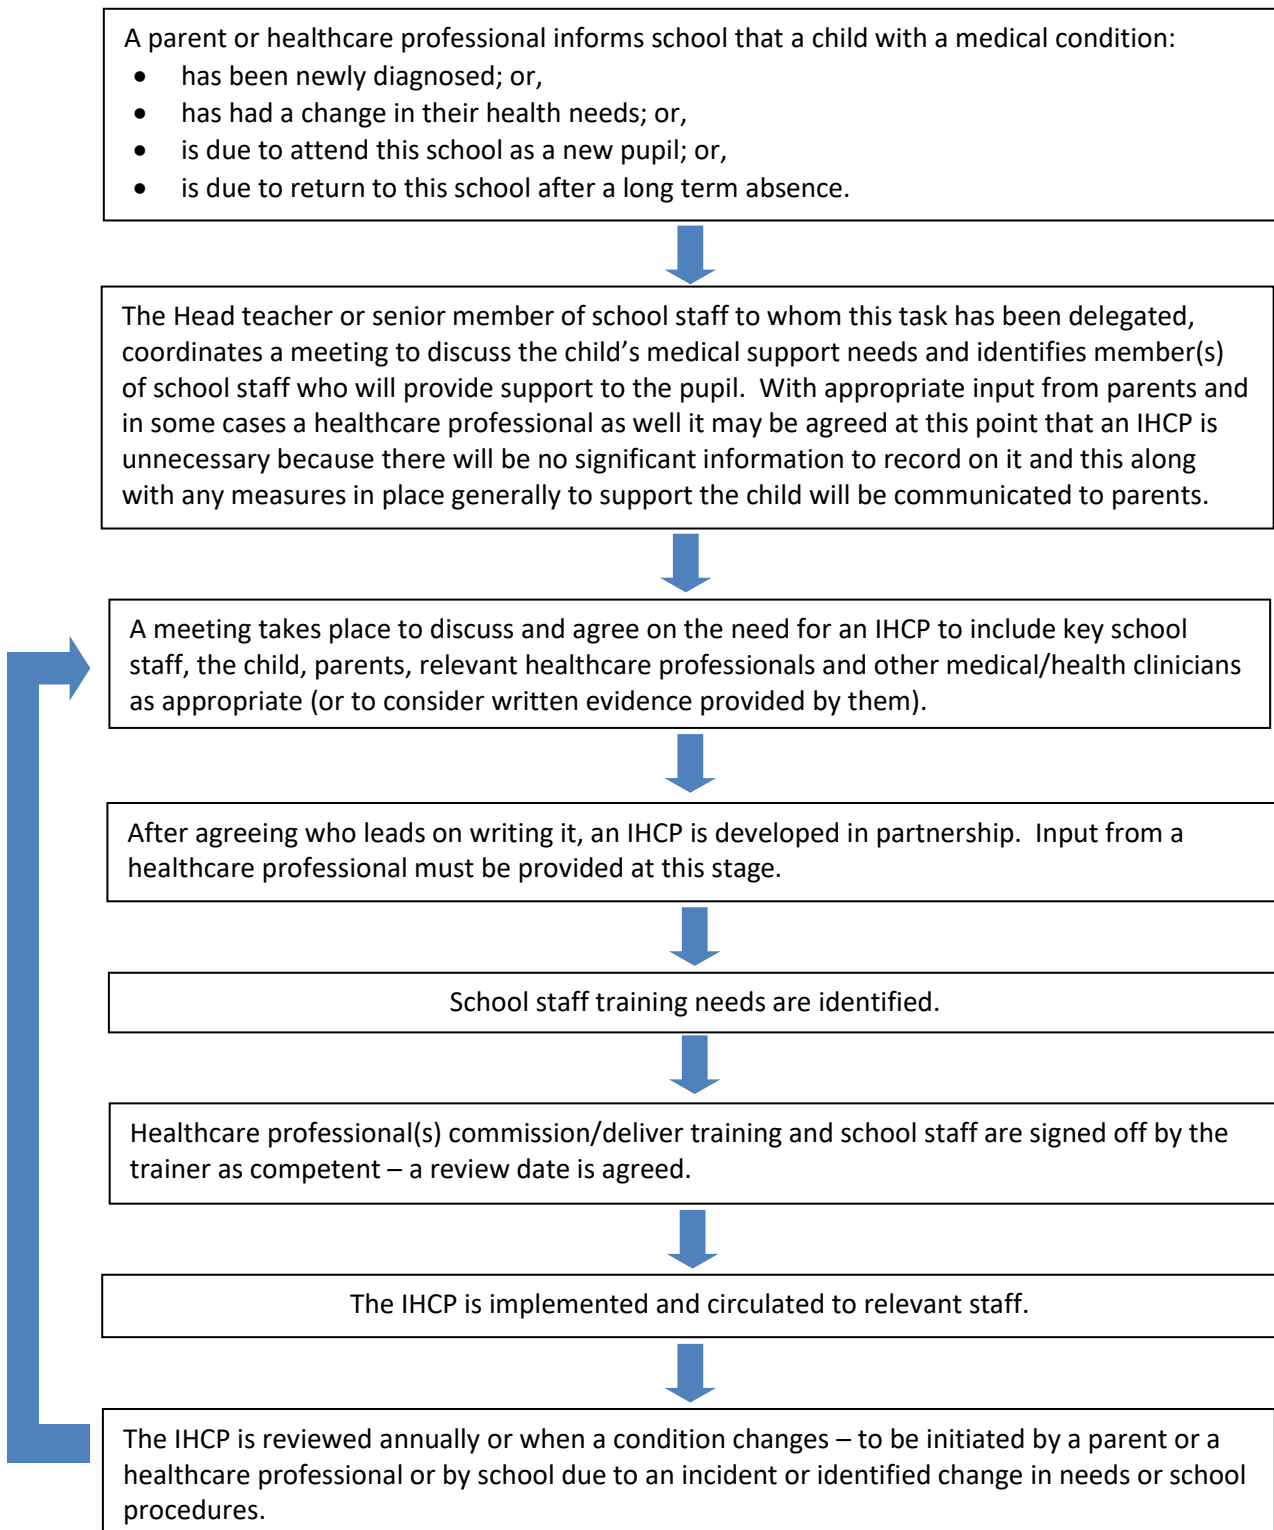 A parent or healthcare professional informs school that a child with a medical condition:
• has been newly diagnosed; or,
• has had a change in their health needs; or,
• is due to attend this school as a new pupil; or,
• is due to return to this school after a long term absence.
The Head teacher or senior member of school staff to whom this task has been delegated,
coordinates a meeting to discuss the child’s medical support needs and identifies member(s)
of school staff who will provide support to the pupil.  With appropriate input from parents and
in some cases a healthcare professional as well it may be agreed at this point that an IHCP is
unnecessary because there will be no significant information to record on it and this along
with any measures in place generally to support the child will be communicated to parents.
A meeting takes place to discuss and agree on the need for an IHCP to include key school
staff, the child, parents, relevant healthcare professionals and other medical/health clinicians
as appropriate (or to consider written evidence provided by them).
After agreeing who leads on writing it, an IHCP is developed in partnership.  Input from a
healthcare professional must be provided at this stage.
School staff training needs are identified.
Healthcare professional(s) commission/deliver training and school staff are signed off by the
trainer as competent – a review date is agreed.
The IHCP is implemented and circulated to relevant staff.
The IHCP is reviewed annually or when a condition changes – to be initiated by a parent or a
healthcare professional or by school due to an incident or identified change in needs or school
procedures.